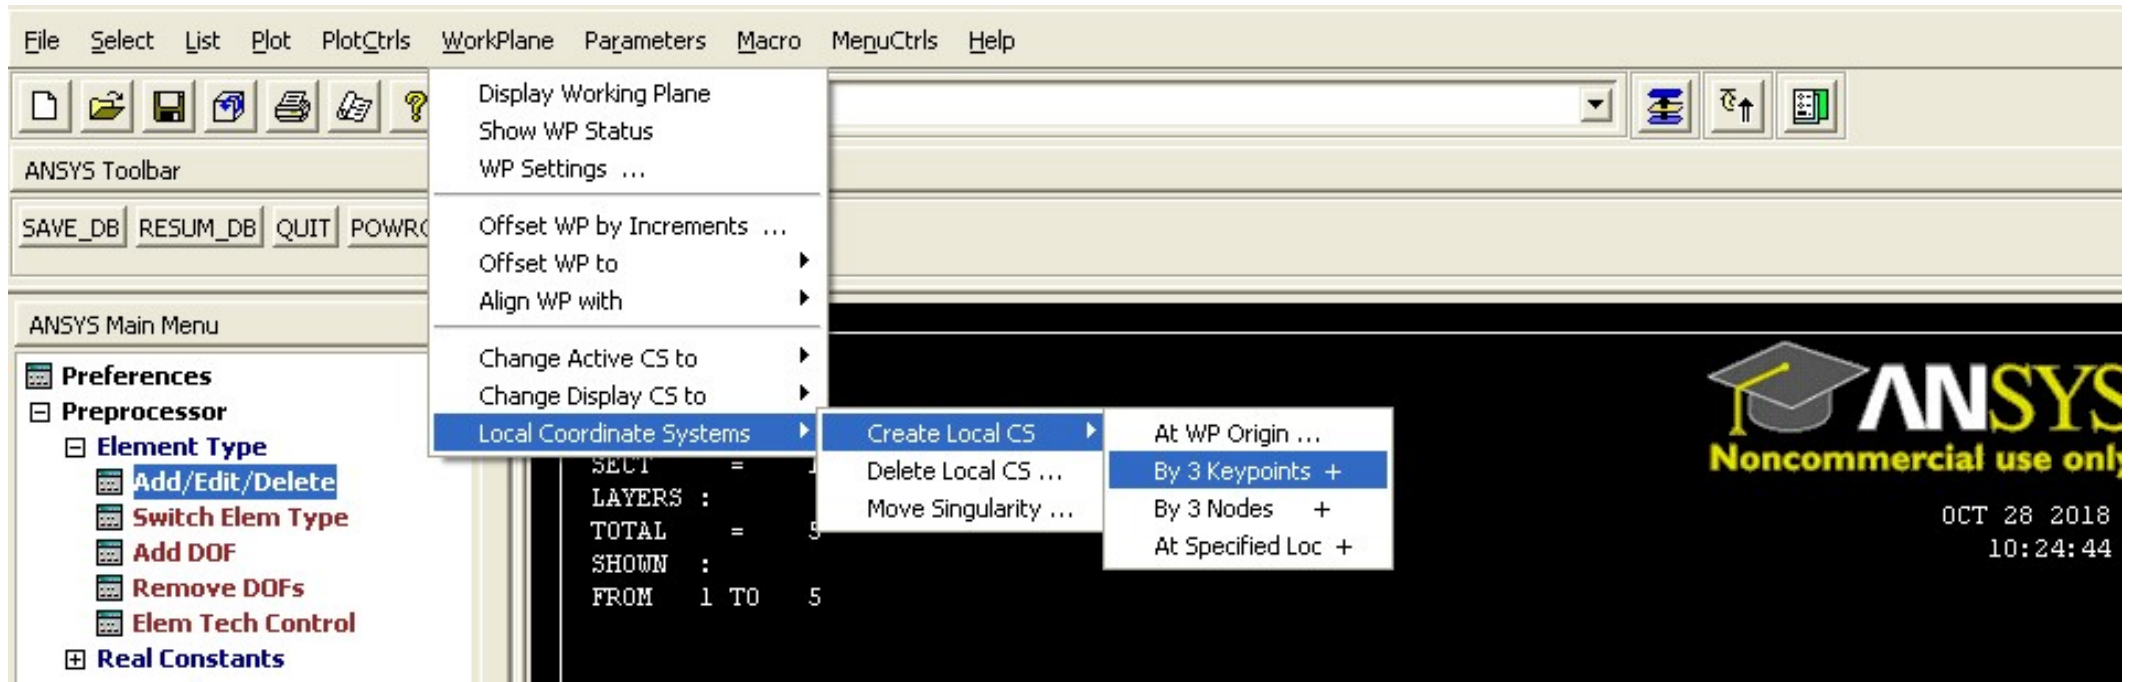 File Select List Plot PlotCtrls WorkPlane Parameters Macro MenuCtrls Help
Display Working Plane
Show WP Status
WP Settings ...
Offset WP by Increments ...
Offset WP to
Align WP with
Change Active CS to
Change Display CS to
Local Coordinate Systems
Create Local CS
Delete Local CS ...
Move Singularity ...
At WP Origin ...
By 3 Keypoints +
By 3 Nodes +
At Specified Loc +
ANSYS Toolbar
SAVE_DB RESUM_DB QUIT
ANSYS Main Menu
Preferences
Preprocessor
Element Type
Add/Edit/Delete
Switch Elem Type
Add DOF
Remove DOFs
Elem Tech Control
Real Constants
SECT = 1
LAYERS :
TOTAL = 5
SHOWN :
FROM 1 TO 5
ANSYS
Noncommercial use only
OCT 28 2018
10:24:44